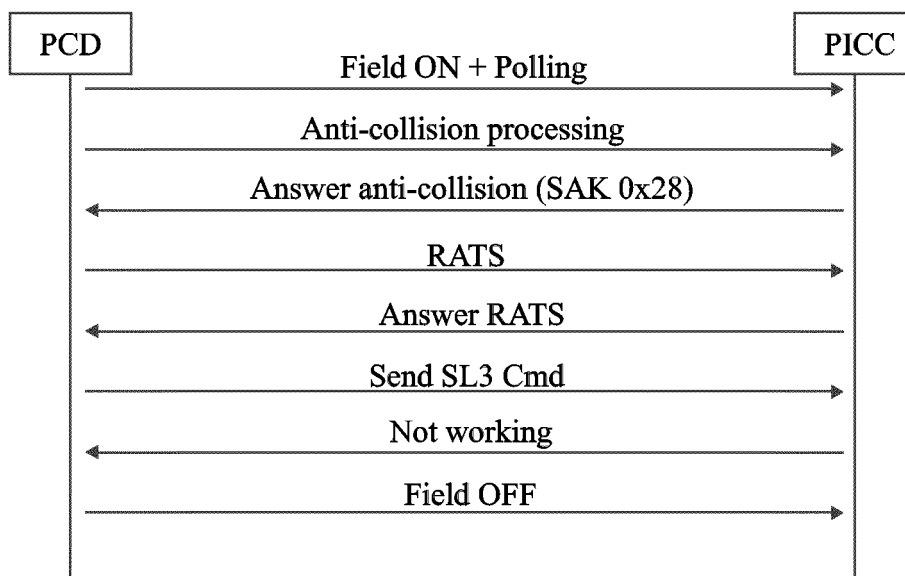 PCD
PICC
Field ON + Polling
Anti-collision processing
Answer anti-collision (SAK 0x28)
RATS
Answer RATS
Send SL3 Cmd
Not working
Field OFF